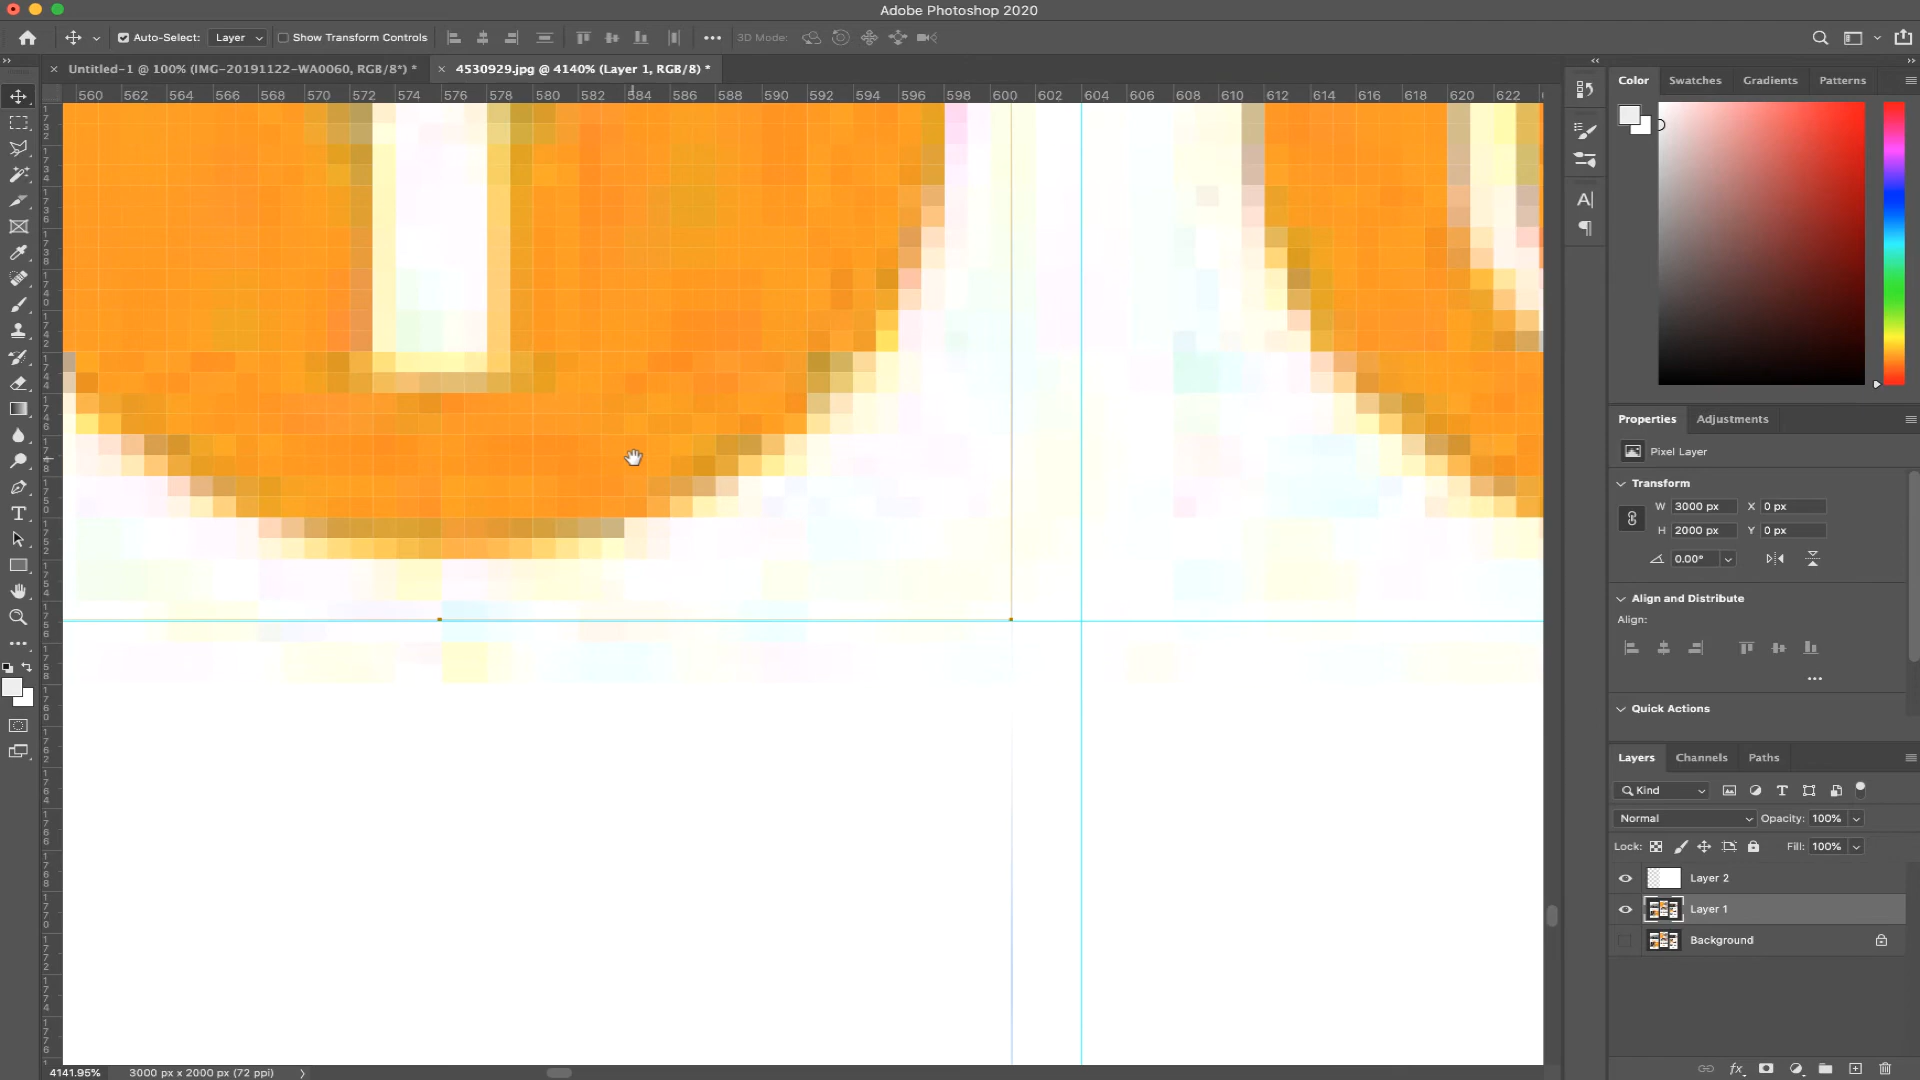 Adobe Photoshop 2020
Auto-Select: Layer Show Transform Controls 3D Mode:
Untitled-1 @ 100% (IMG-20191122-WA0060, RGB/8*) * 4530929.jpg @ 4140% (Layer 1, RGB/8) *
560 562 564 566 568 570 572 574 576 578 580 582 584 586 588 590 592 594 596 598 600 602 604 606 608 610 612 614 616 618 620 622
Color Swatches Gradients Patterns
Properties Adjustments
Pixel Layer
Transform
W 3000 px X 0 px
H 2000 px Y 0 px
0.00°
Align and Distribute
Align:
Quick Actions
Layers Channels Paths
Kind
Normal Opacity: 100%
Lock: Fill: 100%
Layer 2
Layer 1
Background
4141.95% 3000 px x 2000 px (72 ppi)